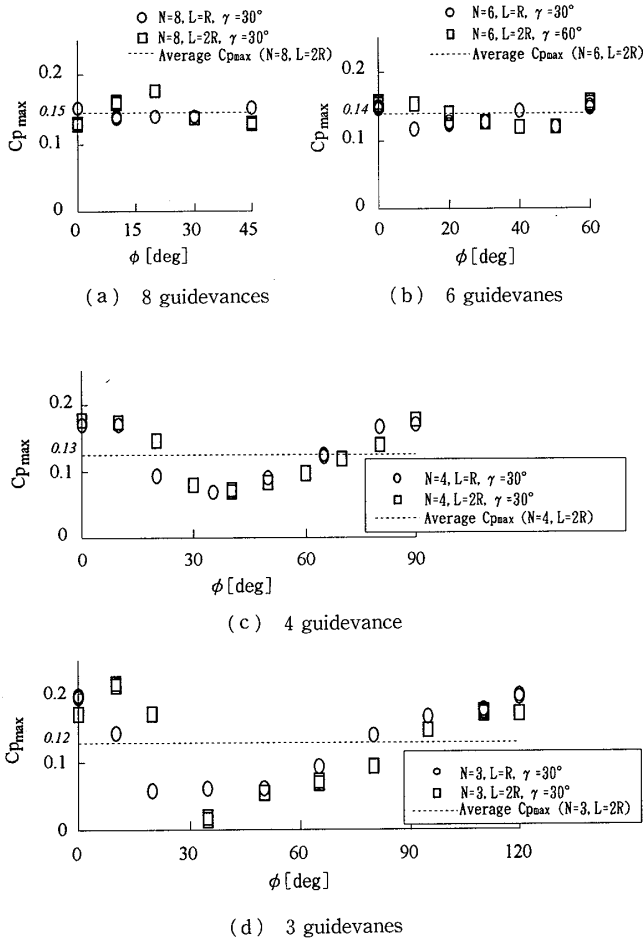 N=8, L=R, γ=30°
N=8, L=2R, γ=30°
Average Cpmax (N=8, L=2R)
0.2
0.15
0.1
0
Cpmax
0 15 30 45
φ [deg]
(a) 8 guidevances
N=6, L=R, γ=30°
N=6, L=2R, γ=60°
Average Cpmax (N=6, L=2R)
0.2
0.14
0.1
0
Cpmax
0 20 40 60
φ [deg]
(b) 6 guidevanes
0.2
0.13
0.1
0
Cpmax
N=4, L=R, γ=30°
N=4, L=2R, γ=30°
Average Cpmax (N=4, L=2R)
0 30 60 90
φ [deg]
(c) 4 guidevance
0.2
0.12
0.1
0
Cpmax
N=3, L=R, γ=30°
N=3, L=2R, γ=30°
Average Cpmax (N=3, L=2R)
0 30 60 90 120
φ [deg]
(d) 3 guidevanes